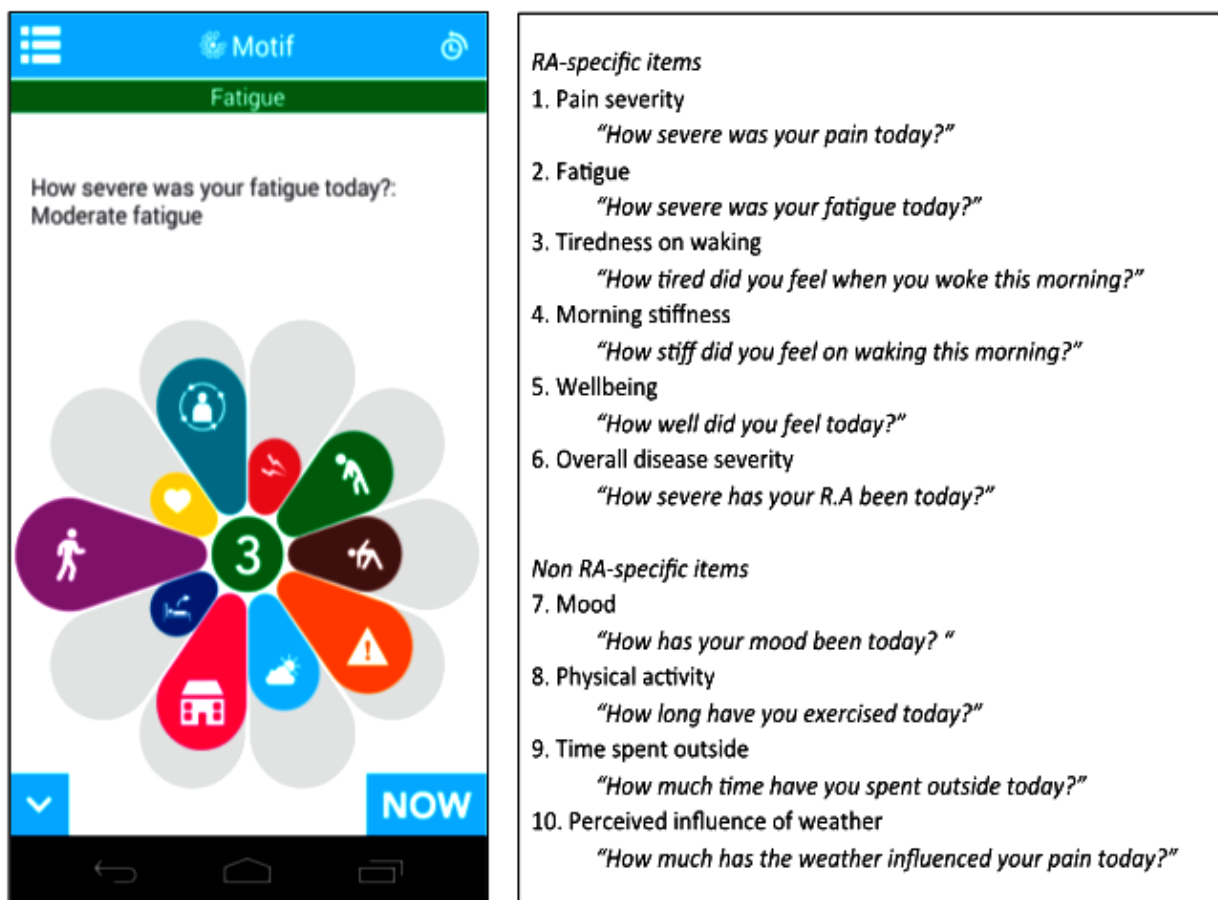 Motif
Fatigue
How severe was your fatigue today?:
Moderate fatigue
3
NOW
RA-specific items
1. Pain severity
“How severe was your pain today?”
2. Fatigue
“How severe was your fatigue today?”
3. Tiredness on waking
“How tired did you feel when you woke this morning?”
4. Morning stiffness
“How stiff did you feel on waking this morning?”
5. Wellbeing
“How well did you feel today?”
6. Overall disease severity
“How severe has your R.A been today?”
Non RA-specific items
7. Mood
“How has your mood been today? “
8. Physical activity
“How long have you exercised today?”
9. Time spent outside
“How much time have you spent outside today?”
10. Perceived influence of weather
“How much has the weather influenced your pain today?”